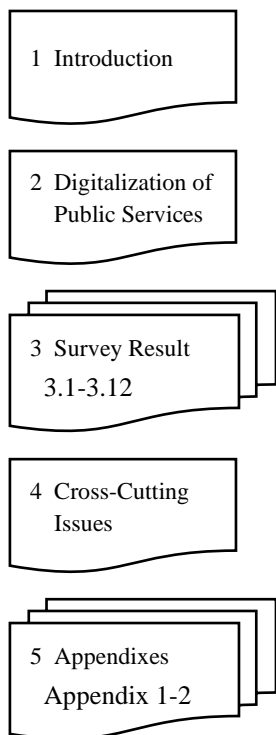 1 Introduction
2 Digitalization of
Public Services
3 Survey Result
3.1-3.12
4 Cross-Cutting
Issues
5 Appendixes
Appendix 1-2